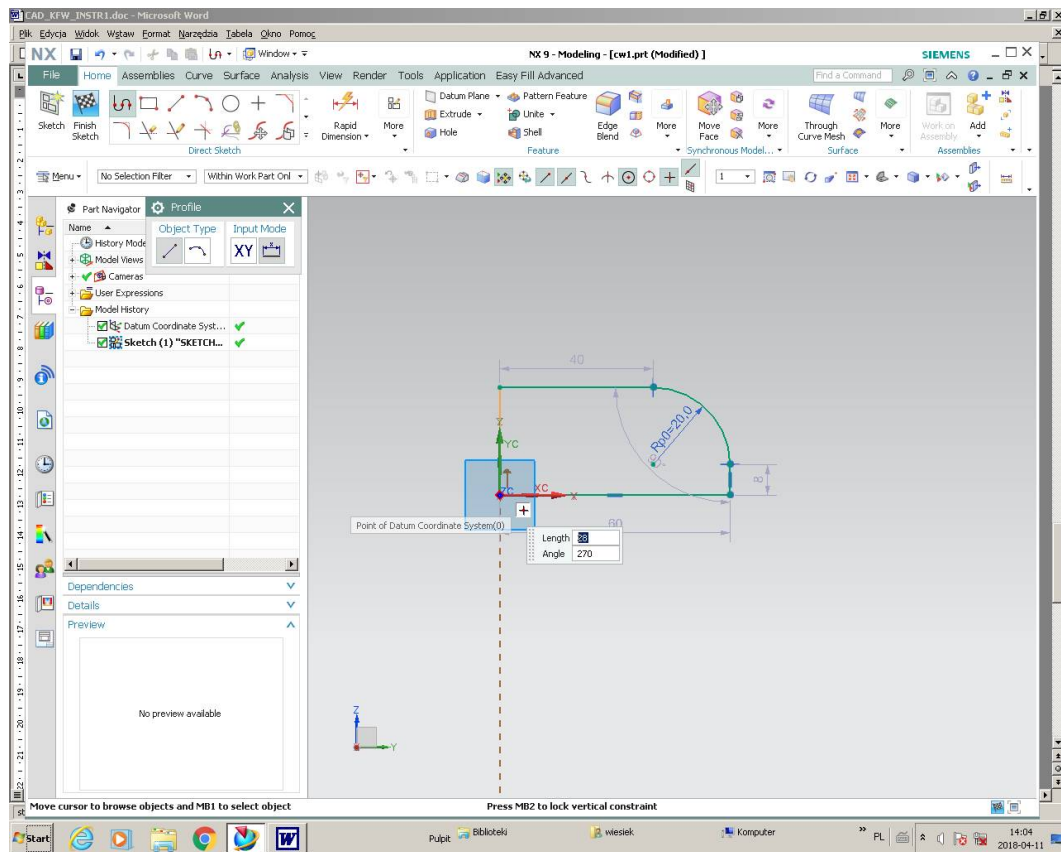 CAD_KFW_INSTR1.doc - Microsoft Word
Plik Edycja Widok Wstaw Format Narzędzia Tabela Okno Pomoc
NX Window NX 9 - Modeling - [cw1.prt (Modified) ] SIEMENS
File Home Assemblies Curve Surface Analysis View Render Tools Application Easy Fill Advanced Find a Command
Sketch Finish Sketch Rapid Dimension More Datum Plane Extrude Hole Pattern Feature Unite Shell Edge Blend More Move Face More Through Curve Mesh More Work on Assembly Add
Direct Sketch Feature Synchronous Model... Surface Assemblies
Menu No Selection Filter Within Work Part Onl 1
Part Navigator Profile
Name Object Type Input Mode
History Mode XY
Model Views
Cameras
User Expressions
Model History
Datum Coordinate Syst...
Sketch (1) "SKETCH...
40
Rp0=20,0
Z
YC
8
ZC XC X
Point of Datum Coordinate System(0) 60
Length 28
Angle 270
Dependencies
Details
Preview
No preview available
Z
Y
Move cursor to browse objects and MB1 to select object Press MB2 to lock vertical constraint
Start Pulpit Biblioteki wiesiek Komputer PL 14:04
2018-04-11